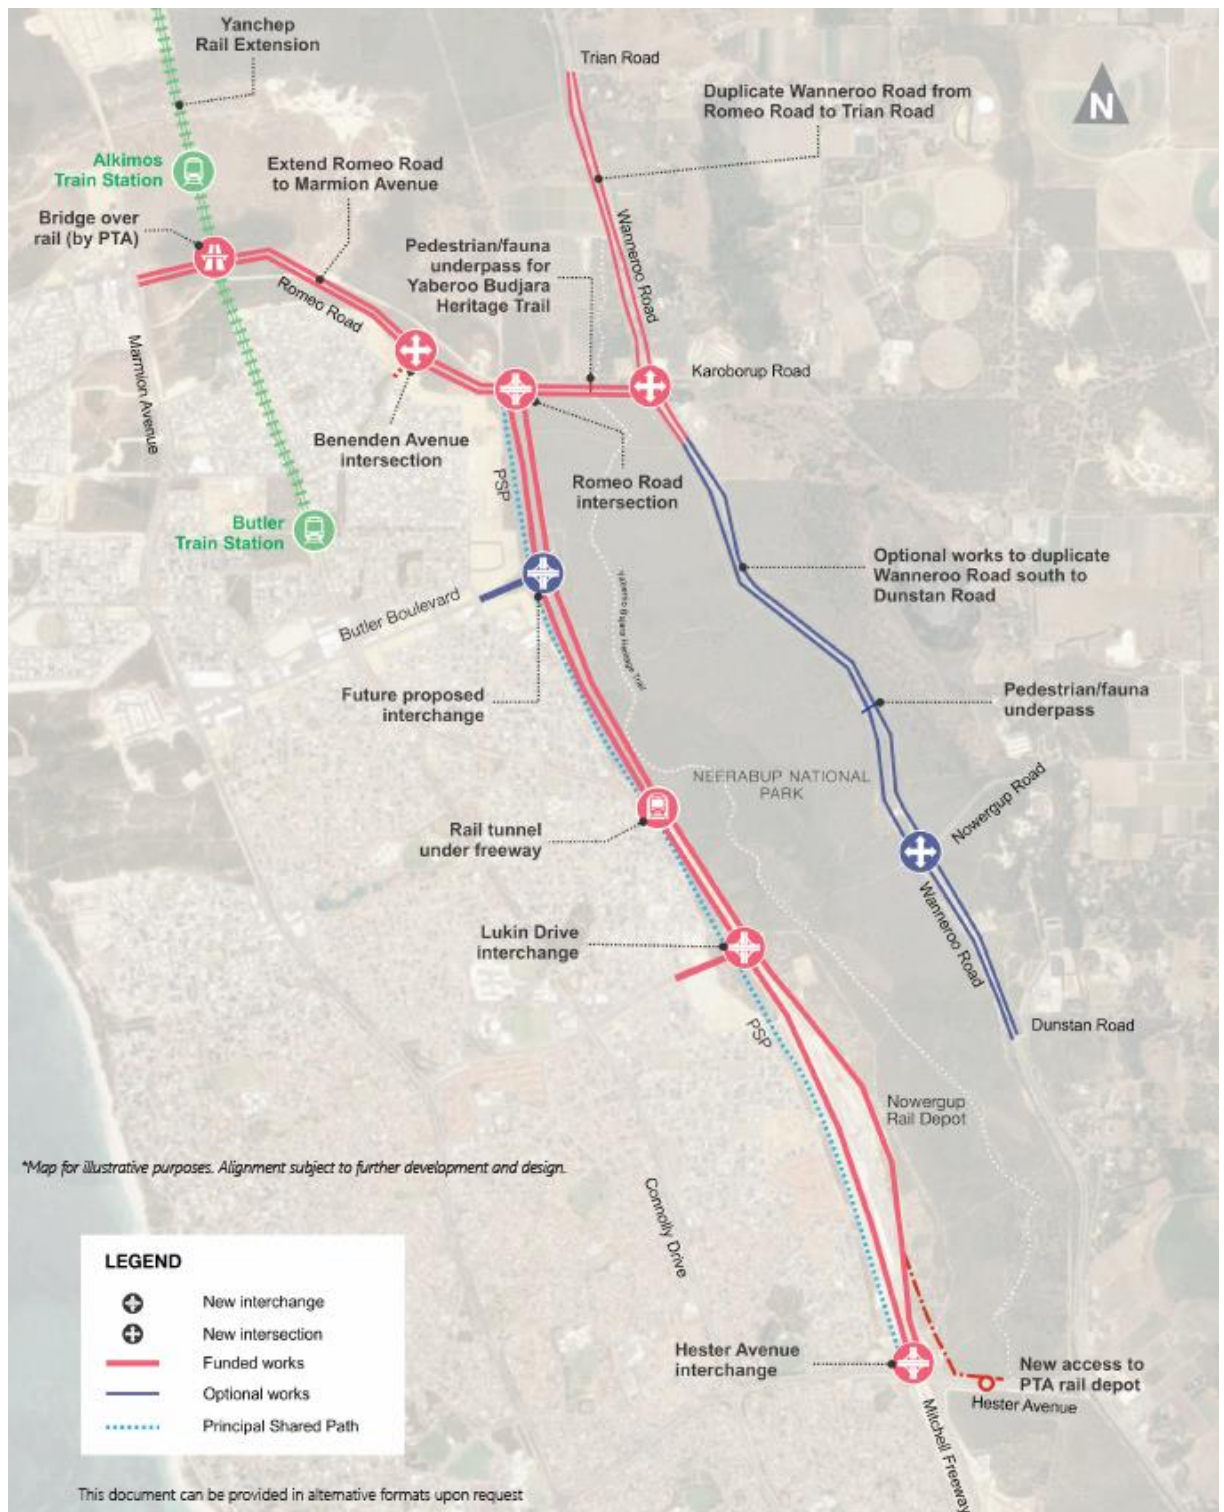 Yanchep
Rail Extension
Trian Road
Duplicate Wanneroo Road from
Romeo Road to Trian Road
N
Alkimos
Train Station
Extend Romeo Road
to Marmion Avenue
Bridge over
rail (by PTA)
Pedestrian/fauna
underpass for
Yaberoo Budjara
Heritage Trail
Wanneroo Road
Romeo Road
Marmion Avenue
Karoborup Road
Benenden Avenue
intersection
PSP
Romeo Road
intersection
Butler
Train Station
Optional works to duplicate
Wanneroo Road south to
Dunstan Road
Butler Boulevard
Yaberoo Budjara Heritage Trail
Future proposed
interchange
Pedestrian/fauna
underpass
NEERABUP NATIONAL
PARK
Nowergup Road
Rail tunnel
under freeway
Wanneroo Road
Lukin Drive
interchange
PSP
Dunstan Road
Nowergup
Rail Depot
*Map for illustrative purposes. Alignment subject to further development and design.
Connolly Drive
LEGEND
New interchange
New intersection
Funded works
Optional works
Principal Shared Path
Hester Avenue
interchange
New access to
PTA rail depot
Hester Avenue
Mitchell Freeway
This document can be provided in alternative formats upon request